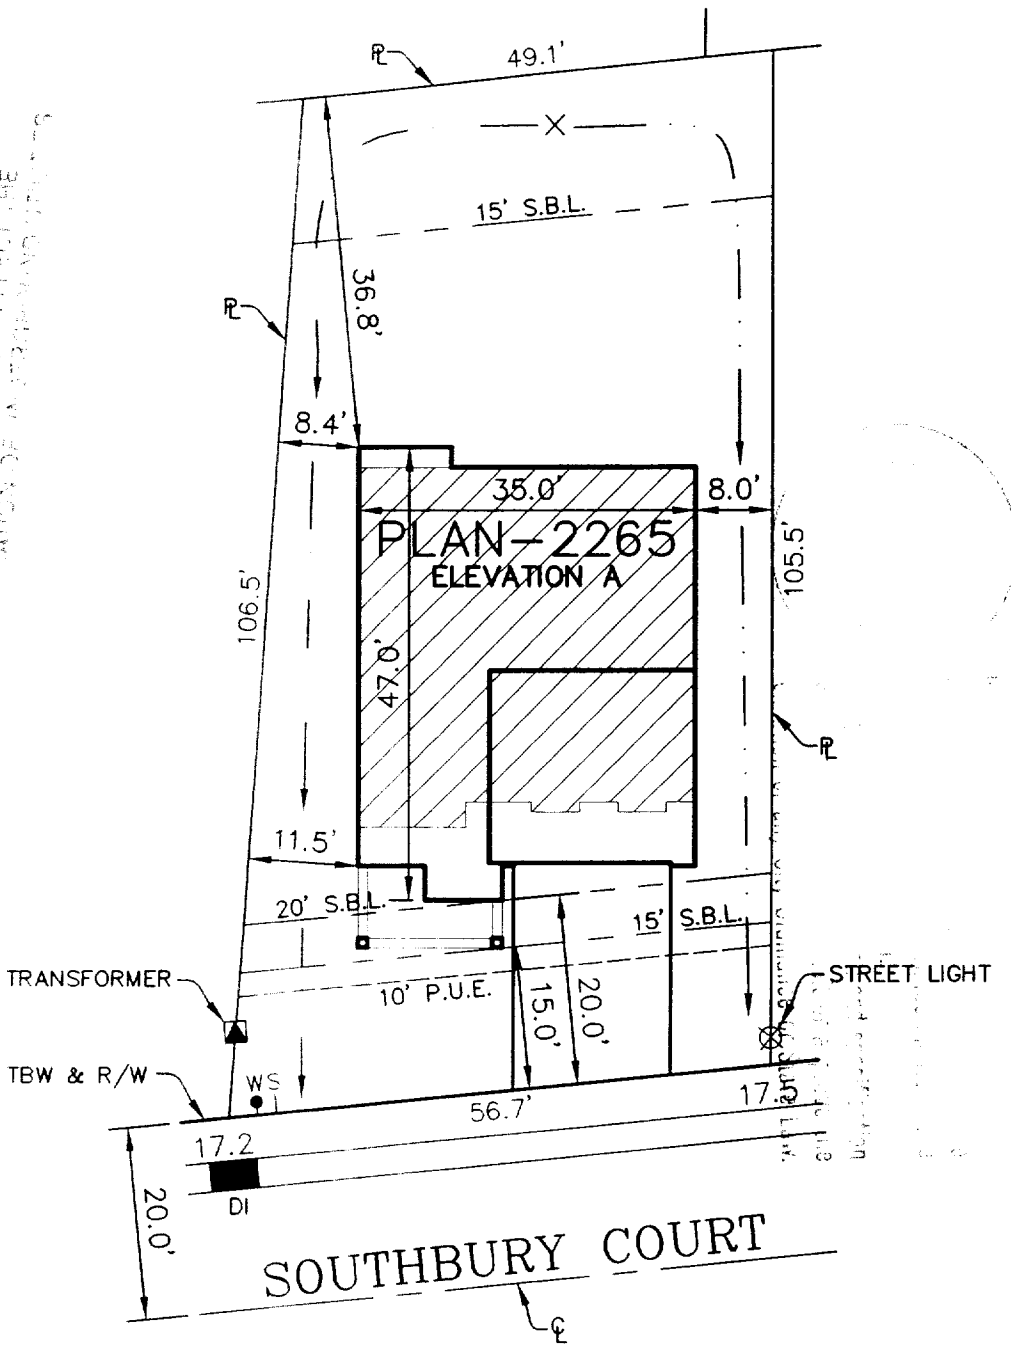 49.1'
PL
15' S.B.L.
36.8'
PL
8.4'
35.0'
8.0'
PLAN-2265
ELEVATION A
105.5'
106.5'
47.0'
PL
11.5'
20' S.B.L.
15' S.B.L.
TRANSFORMER
10' P.U.E.
15.0'
20.0'
STREET LIGHT
TBW & R/W
WS
56.7'
17.5
17.2
DI
20.0'
SOUTHBURY COURT
CL